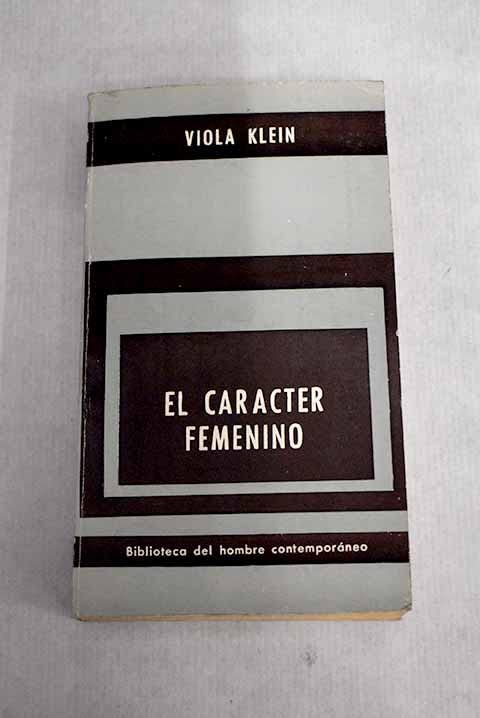 VIOLA KLEIN
EL CARACTER
FEMENINO
Biblioteca del hombre contemporáneo